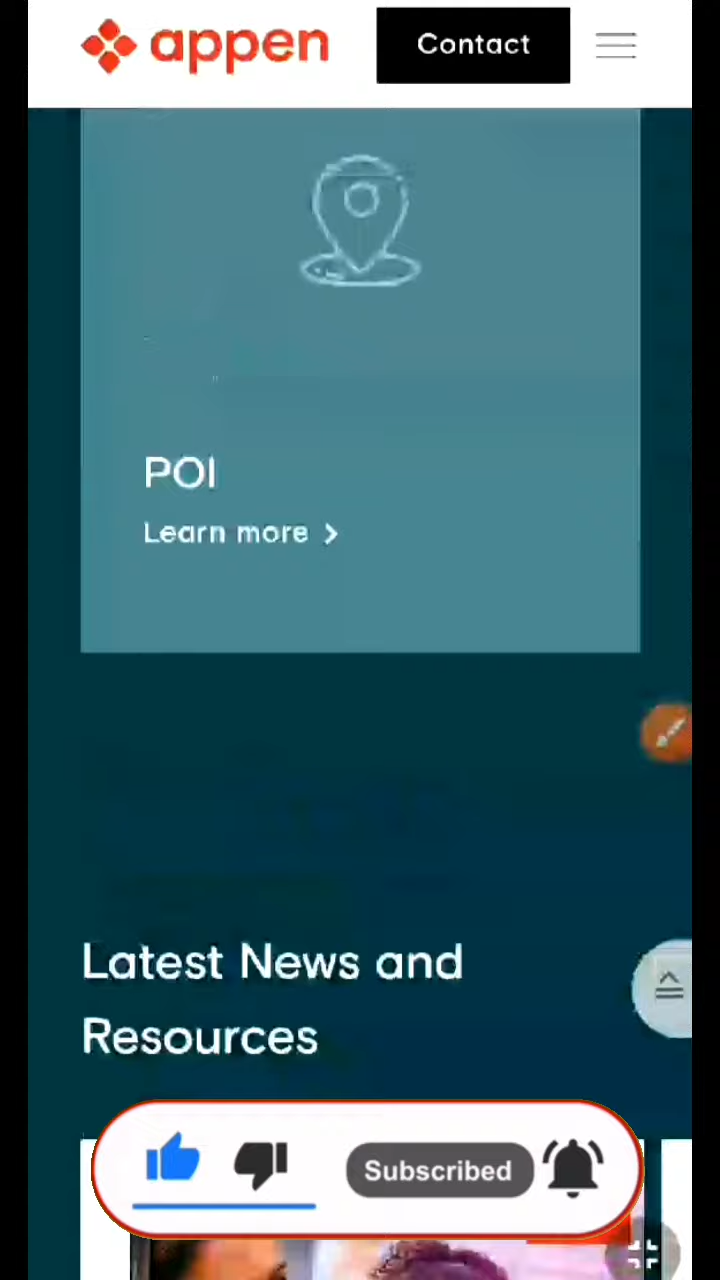 appen
Contact
POI
Learn more >
Latest News and
Resources
Subscribed